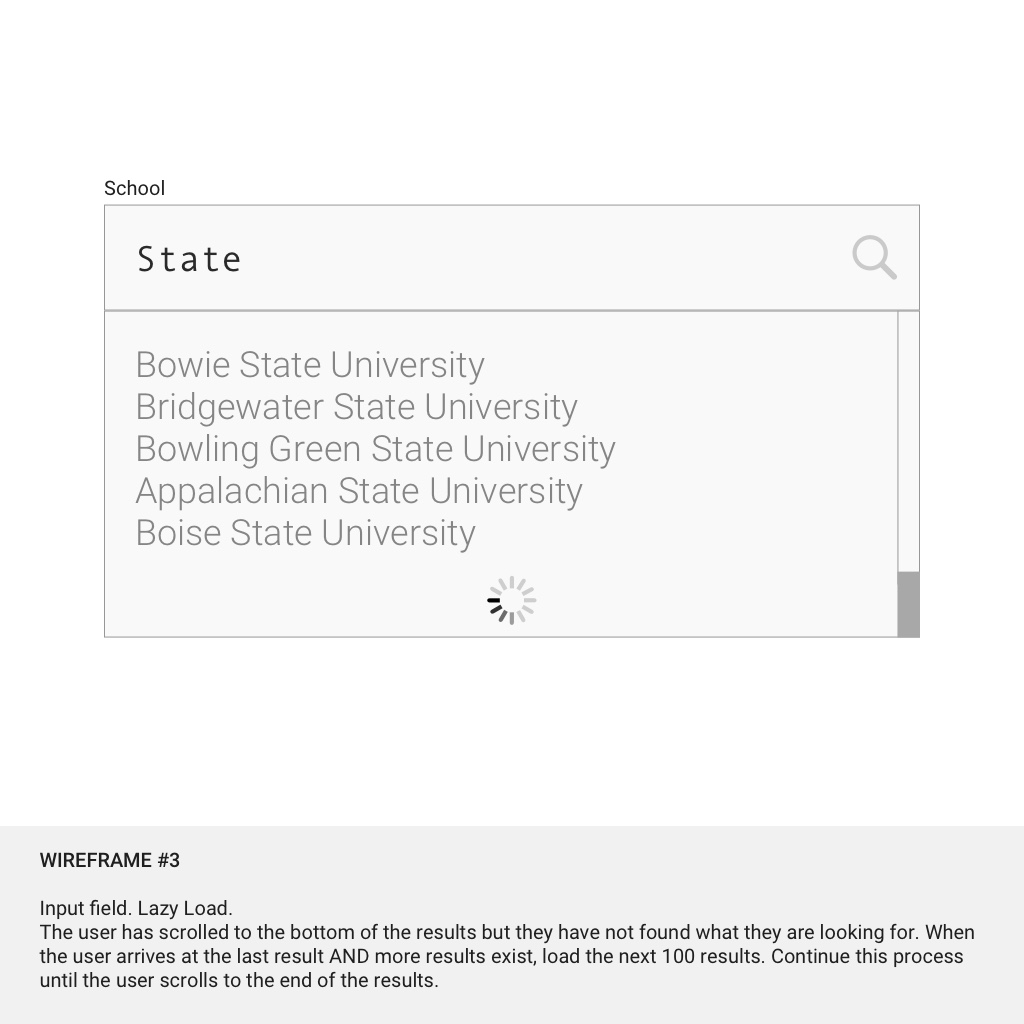 School
State
Bowie State University
Bridgewater State University
Bowling Green State University
Appalachian State University
Boise State University
WIREFRAME #3
Input field. Lazy Load.
The user has scrolled to the bottom of the results but they have not found what they are looking for. When
the user arrives at the last result AND more results exist, load the next 100 results. Continue this process
until the user scrolls to the end of the results.